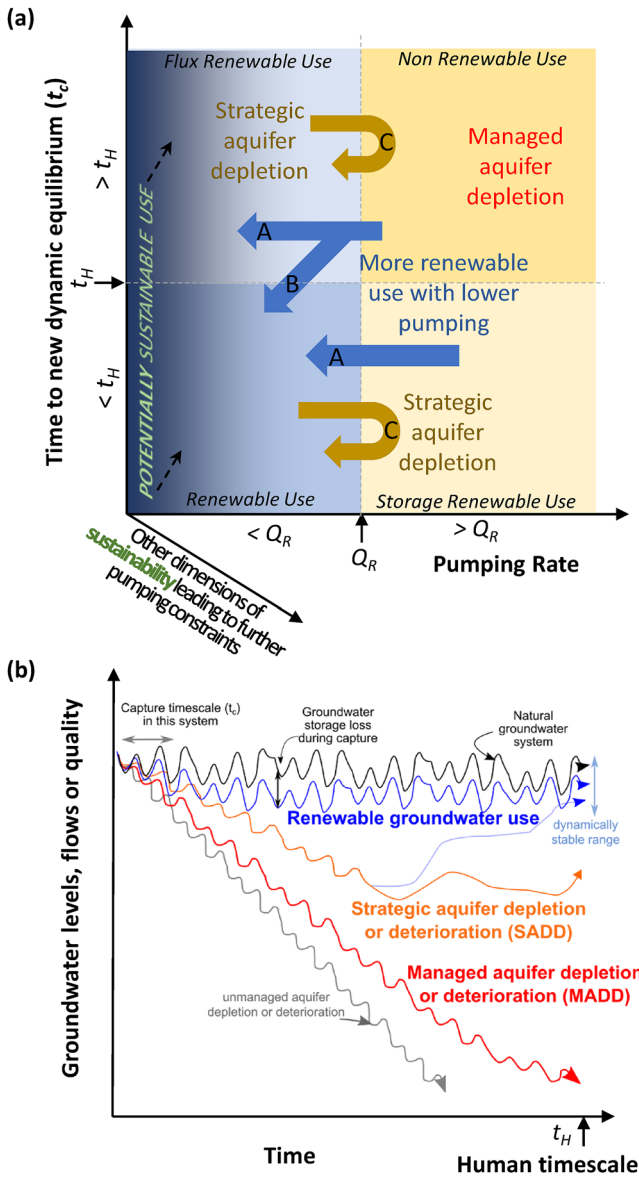 (a)
Flux Renewable Use
Non Renewable Use
Strategic
aquifer
depletion
C
Managed
aquifer
depletion
Time to new dynamic equilibrium (tc)
> tH
tH
< tH
POTENTIALLY SUSTAINABLE USE
A
B
More renewable
use with lower
pumping
A
C
Strategic
aquifer
depletion
Renewable Use
Storage Renewable Use
< QR
QR
> QR
Pumping Rate
Other dimensions of
sustainability leading to further
pumping constraints
(b)
Groundwater levels, flows or quality
Capture timescale (tc)
in this system
Groundwater
storage loss
during capture
Natural
groundwater
system
Renewable groundwater use
dynamically
stable range
Strategic aquifer depletion
or deterioration (SADD)
Managed aquifer depletion
or deterioration (MADD)
unmanaged aquifer
depletion or deterioration
tH
Time
Human timescale